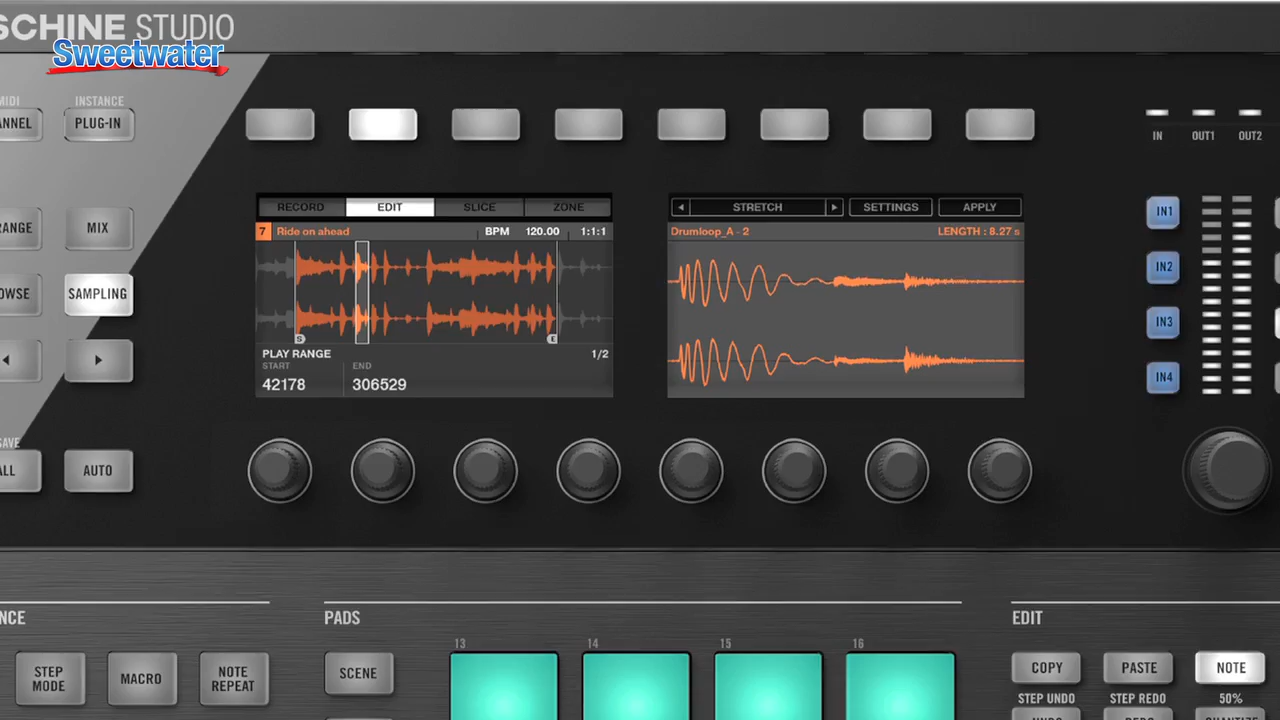 SCHINE STUDIO
Sweetwater
MIDI
INSTANCE
ANNEL
PLUG-IN
IN
OUT1
OUT2
RANGE
MIX
IN1
OWSE
SAMPLING
IN2
IN3
IN4
SAVE
ALL
AUTO
RECORD
EDIT
SLICE
ZONE
7
Ride on ahead
BPM
120.00
1:1:1
S
E
PLAY RANGE
1/2
START
END
42178
306529
STRETCH
SETTINGS
APPLY
Drumloop_A - 2
LENGTH : 8.27 s
NCE
PADS
EDIT
13
14
15
16
STEP
MODE
MACRO
NOTE
REPEAT
SCENE
COPY
PASTE
NOTE
STEP UNDO
STEP REDO
50%
UNDO
REDO
QUANTIZE